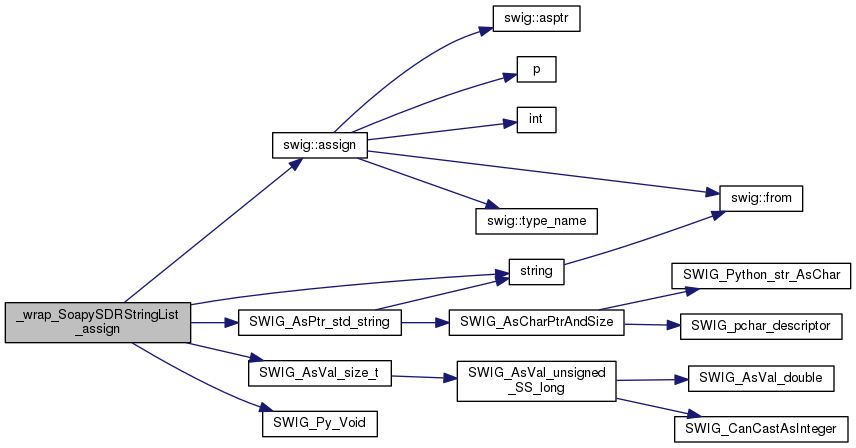 swig::asptr
p
int
swig::assign
swig::from
swig::type_name
string
SWIG_Python_str_AsChar
_wrap_SoapySDRStringList
_assign
SWIG_AsPtr_std_string
SWIG_AsCharPtrAndSize
SWIG_pchar_descriptor
SWIG_AsVal_size_t
SWIG_AsVal_unsigned
_SS_long
SWIG_AsVal_double
SWIG_Py_Void
SWIG_CanCastAsInteger